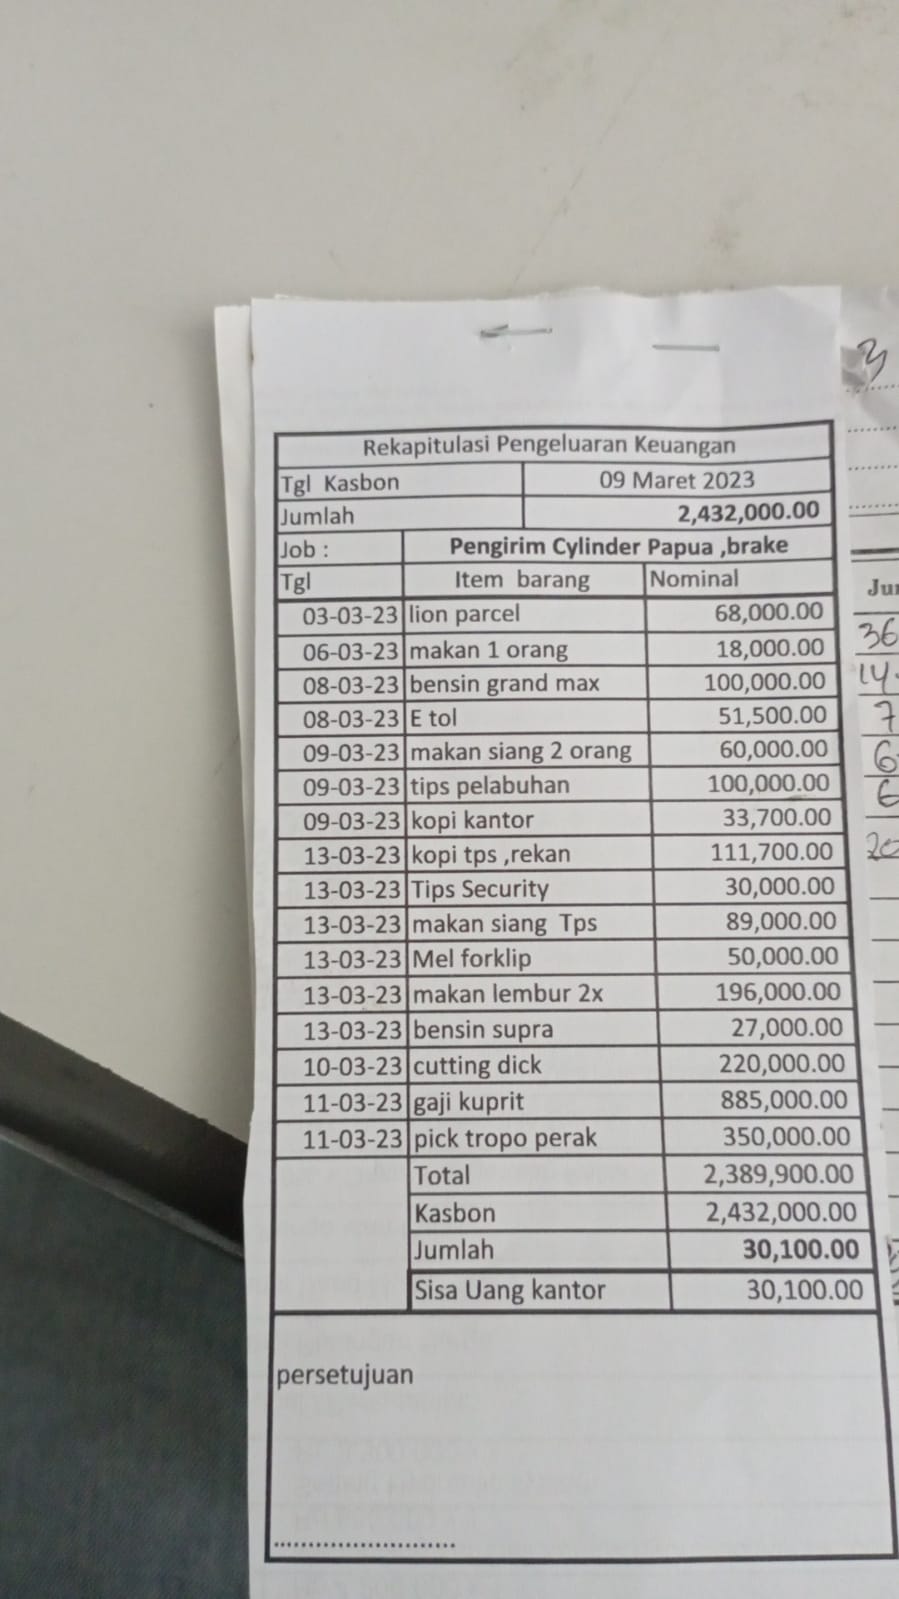 Rekapitulasi Pengeluaran Keuangan
Tgl Kasbon 09 Maret 2023
Jumlah 2,432,000.00
Job : Pengirim Cylinder Papua ,brake
Tgl Item barang Nominal
03-03-23 lion parcel 68,000.00
06-03-23 makan 1 orang 18,000.00
08-03-23 bensin grand max 100,000.00
08-03-23 E tol 51,500.00
09-03-23 makan siang 2 orang 60,000.00
09-03-23 tips pelabuhan 100,000.00
09-03-23 kopi kantor 33,700.00
13-03-23 kopi tps ,rekan 111,700.00
13-03-23 Tips Security 30,000.00
13-03-23 makan siang Tps 89,000.00
13-03-23 Mel forklip 50,000.00
13-03-23 makan lembur 2x 196,000.00
13-03-23 bensin supra 27,000.00
10-03-23 cutting dick 220,000.00
11-03-23 gaji kuprit 885,000.00
11-03-23 pick tropo perak 350,000.00
Total 2,389,900.00
Kasbon 2,432,000.00
Jumlah 30,100.00
Sisa Uang kantor 30,100.00
persetujuan
3
36
14
7
6
6
20